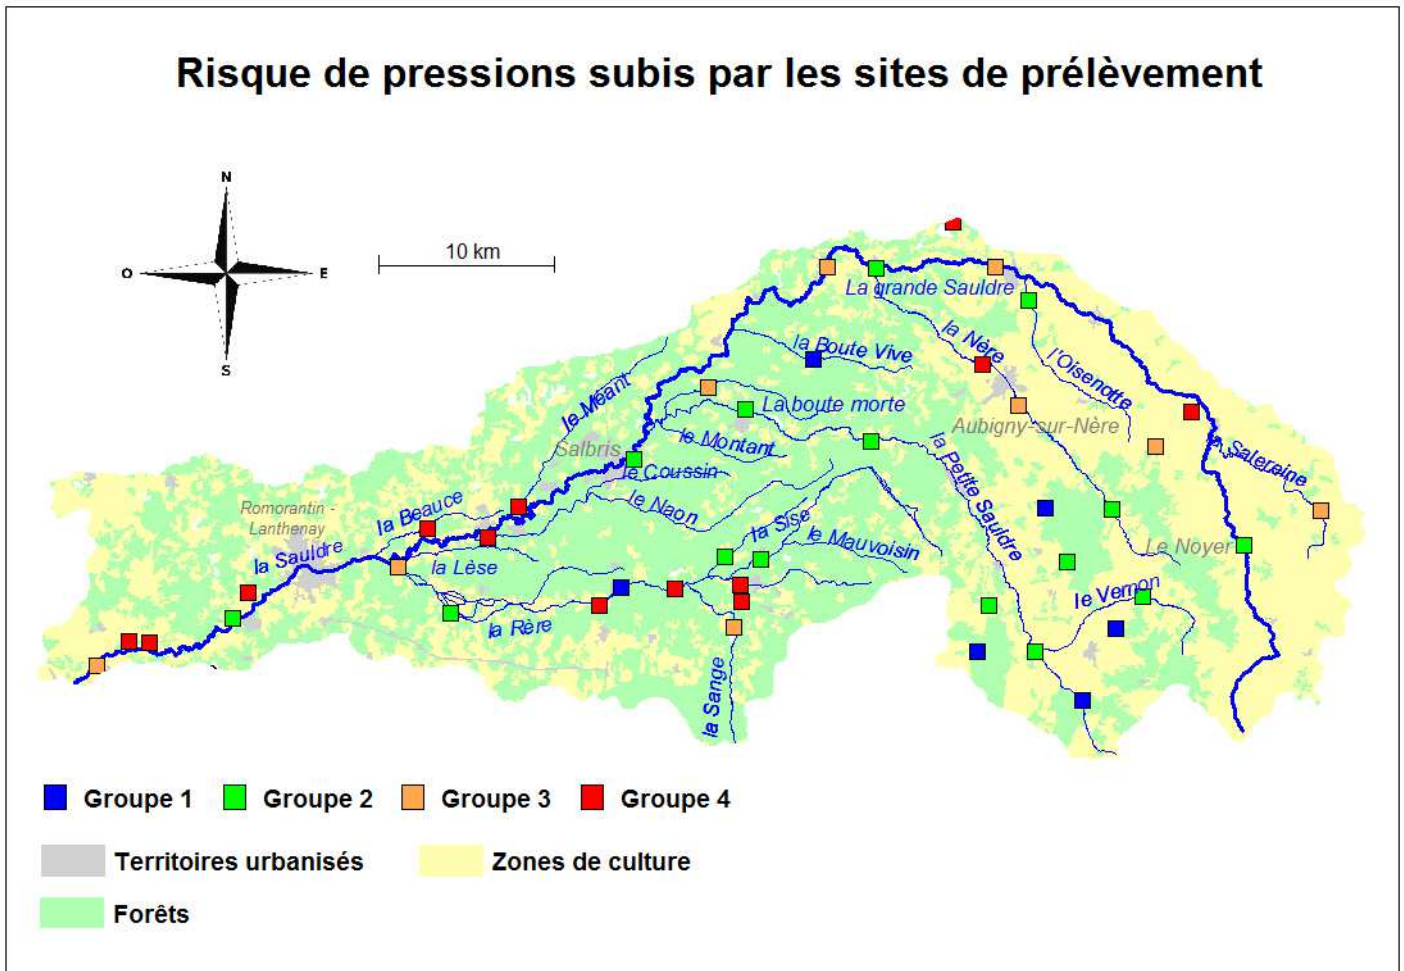 Risque de pressions subis par les sites de prélèvement
N
O
E
S
10 km
La grande Sauldre
la Nère
la Boute Vive
l'Oisenotte
le Méant
La boute morte
Aubigny-sur-Nère
le Montant
Salbris
la Petite Sauldre
la Salereine
le Coussin
le Naon
la Beauce
Romorantin -
Lanthenay
la Sise
le Mauvoisin
Le Noyer
la Sauldre
la Lèse
le Vernon
la Rère
la Sange
Groupe 1
Groupe 2
Groupe 3
Groupe 4
Territoires urbanisés
Zones de culture
Forêts